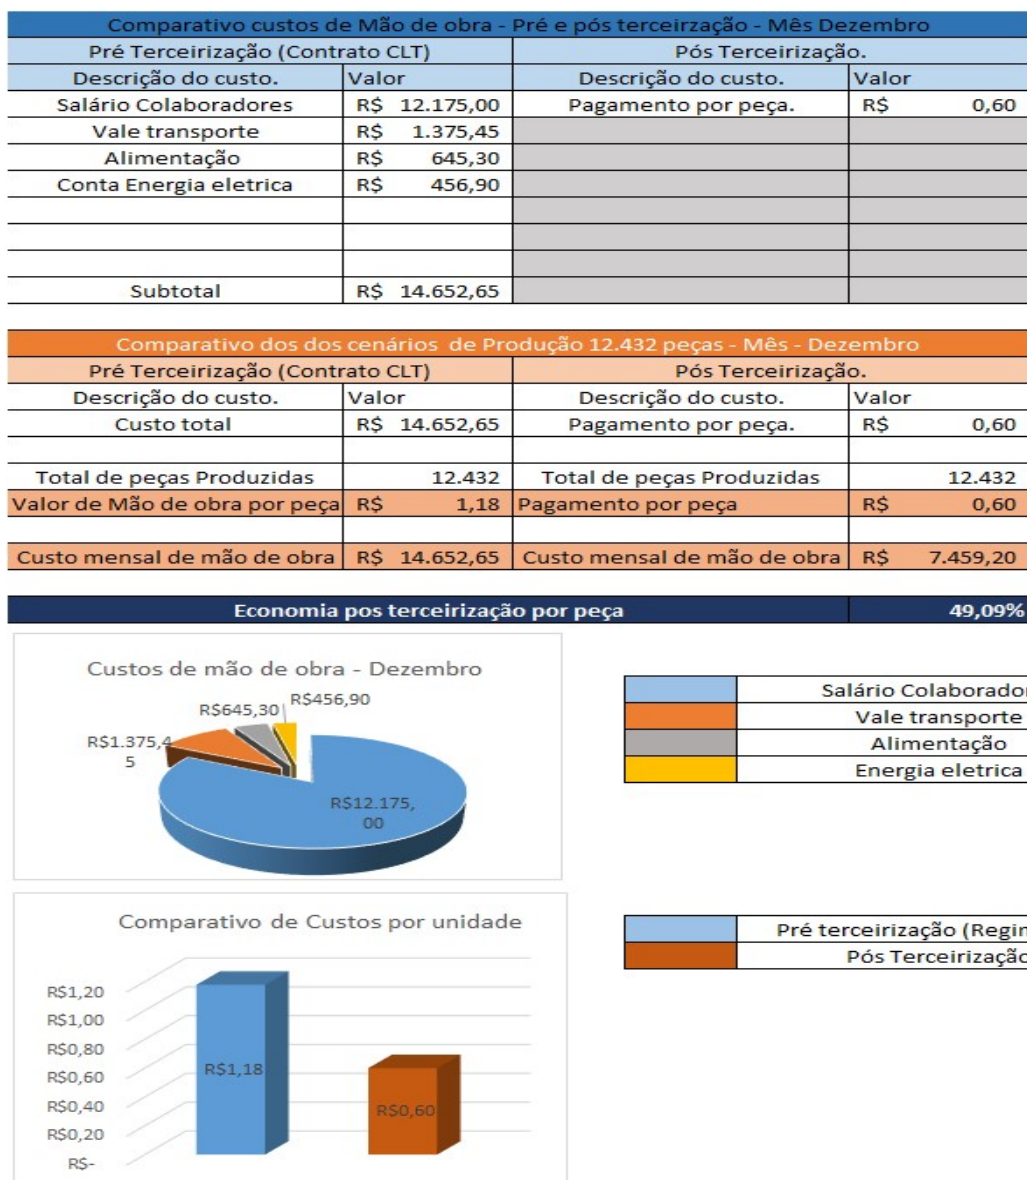 Comparativo custos de Mão de obra - Pré e pós terceirzação - Mês Dezembro
Pré Terceirização (Contrato CLT) Pós Terceirização.
Descrição do custo. Valor Descrição do custo. Valor
Salário Colaboradores R$ 12.175,00 Pagamento por peça. R$ 0,60
Vale transporte R$ 1.375,45
Alimentação R$ 645,30
Conta Energia eletrica R$ 456,90
Subtotal R$ 14.652,65
Comparativo dos dos cenários de Produção 12.432 peças - Mês - Dezembro
Pré Terceirização (Contrato CLT) Pós Terceirização.
Descrição do custo. Valor Descrição do custo. Valor
Custo total R$ 14.652,65 Pagamento por peça. R$ 0,60
Total de peças Produzidas 12.432 Total de peças Produzidas 12.432
Valor de Mão de obra por peça R$ 1,18 Pagamento por peça R$ 0,60
Custo mensal de mão de obra R$ 14.652,65 Custo mensal de mão de obra R$ 7.459,20
Economia pos terceirização por peça 49,09%
Custos de mão de obra - Dezembro
R$456,90
R$645,30
R$1.375,4
5
R$12.175,
00
Salário Colaborado
Vale transporte
Alimentação
Energia eletrica
Comparativo de Custos por unidade
R$1,20
R$1,00
R$0,80
R$0,60
R$0,40
R$0,20
R$-
R$1,18
R$0,60
Pré terceirização (Regi
Pós Terceirização